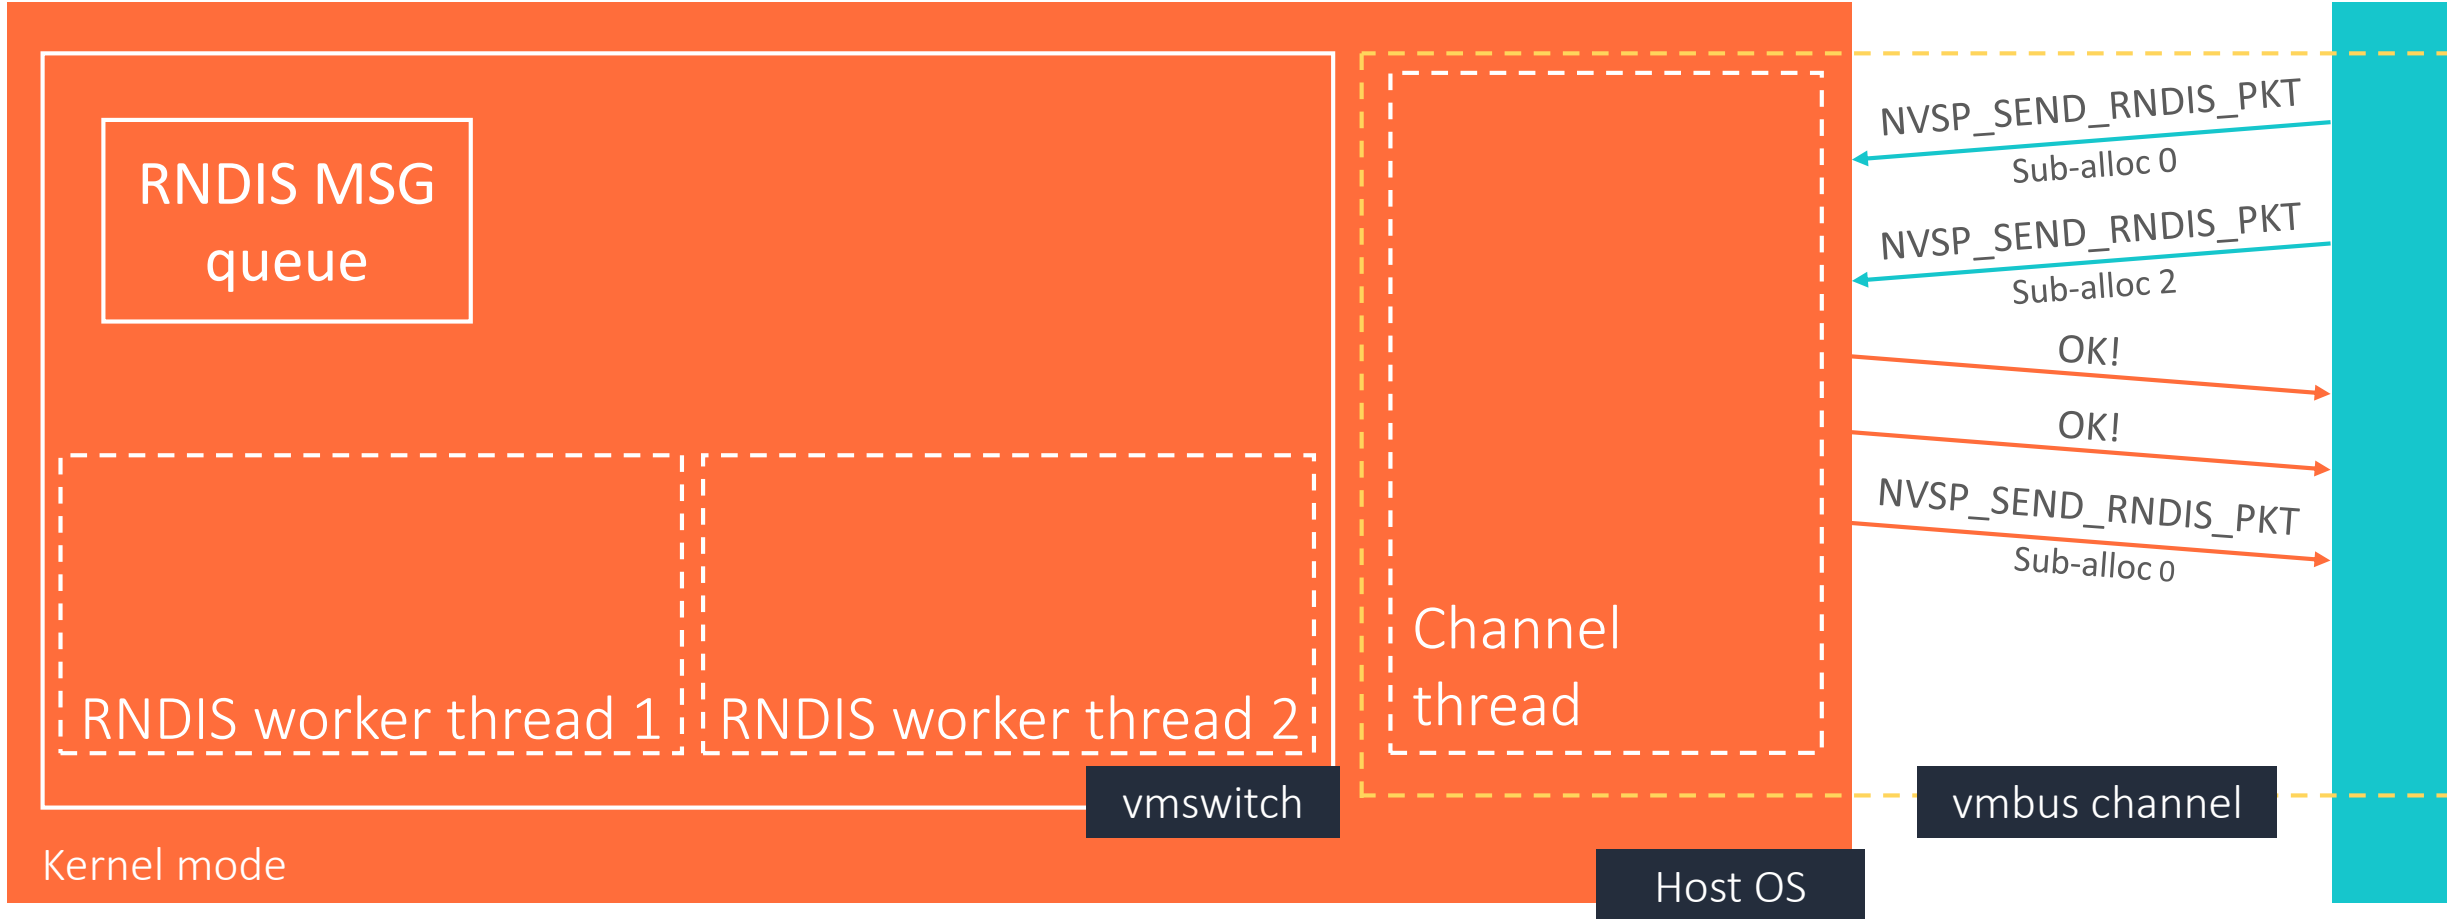 RNDIS MSG
queue
RNDIS worker thread 1
RNDIS worker thread 2
vmswitch
Kernel mode
Channel
thread
Host OS
NVSP_SEND_RNDIS_PKT
Sub-alloc 0
NVSP_SEND_RNDIS_PKT
Sub-alloc 2
OK!
OK!
NVSP_SEND_RNDIS_PKT
Sub-alloc 0
vmbus channel